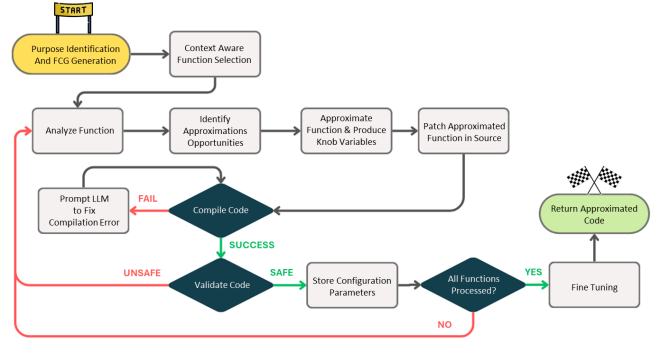 START
Purpose Identification
And FCG Generation
Context Aware
Function Selection
Analyze Function
Identify
Approximations
Opportunities
Approximate
Function & Produce
Knob Variables
Patch Approximated
Function in Source
Prompt LLM
to Fix
Compilation Error
FAIL
Compile Code
SUCCESS
Return Approximated
Code
UNSAFE
Validate Code
SAFE
Store Configuration
Parameters
All Functions
Processed?
YES
Fine Tuning
NO